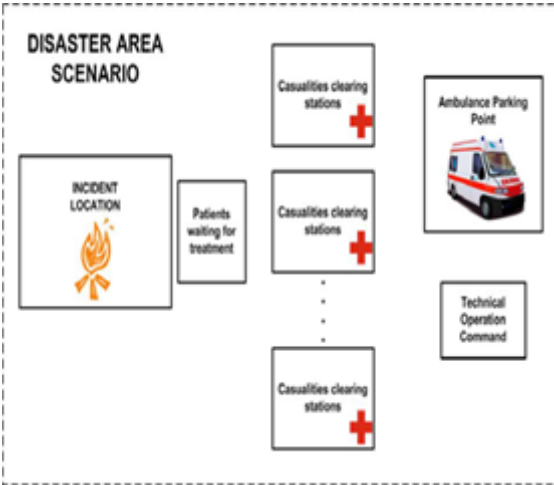 DISASTER AREA
SCENARIO
INCIDENT
LOCATION
Patients
waiting for
treatment
Casualities clearing
stations
Casualities clearing
stations
Casualities clearing
stations
Ambulance Parking
Point
Technical
Operation
Command